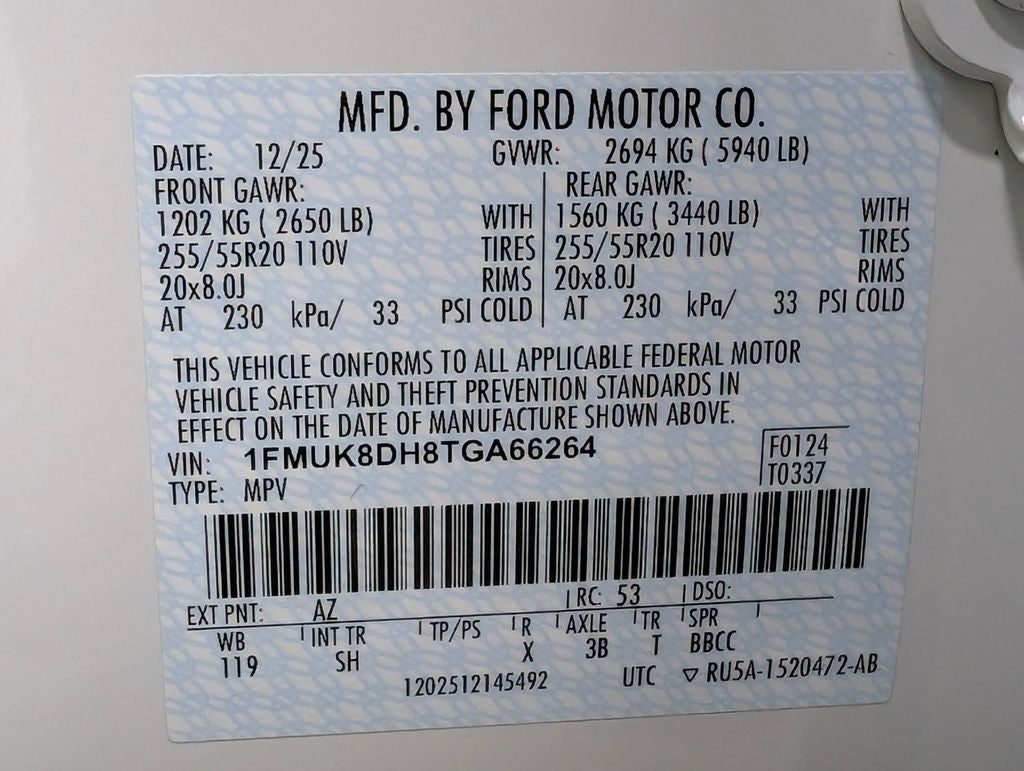 MFD. BY FORD MOTOR CO.
DATE: 12/25 GVWR: 2694 KG ( 5940 LB)
FRONT GAWR: REAR GAWR:
1202 KG ( 2650 LB) WITH 1560 KG ( 3440 LB) WITH
255/55R20 110V TIRES 255/55R20 110V TIRES
20x8.0J RIMS 20x8.0J RIMS
AT 230 kPa/ 33 PSI COLD AT 230 kPa/ 33 PSI COLD
THIS VEHICLE CONFORMS TO ALL APPLICABLE FEDERAL MOTOR
VEHICLE SAFETY AND THEFT PREVENTION STANDARDS IN
EFFECT ON THE DATE OF MANUFACTURE SHOWN ABOVE.
VIN: 1FMUK8DH8TGA66264 F0124
TYPE: MPV T0337
EXT PNT: AZ RC: 53 DSO:
WB INT TR TP/PS R AXLE TR SPR
119 SH X 3B T BBCC
1202512145492 UTC ▽ RU5A-1520472-AB